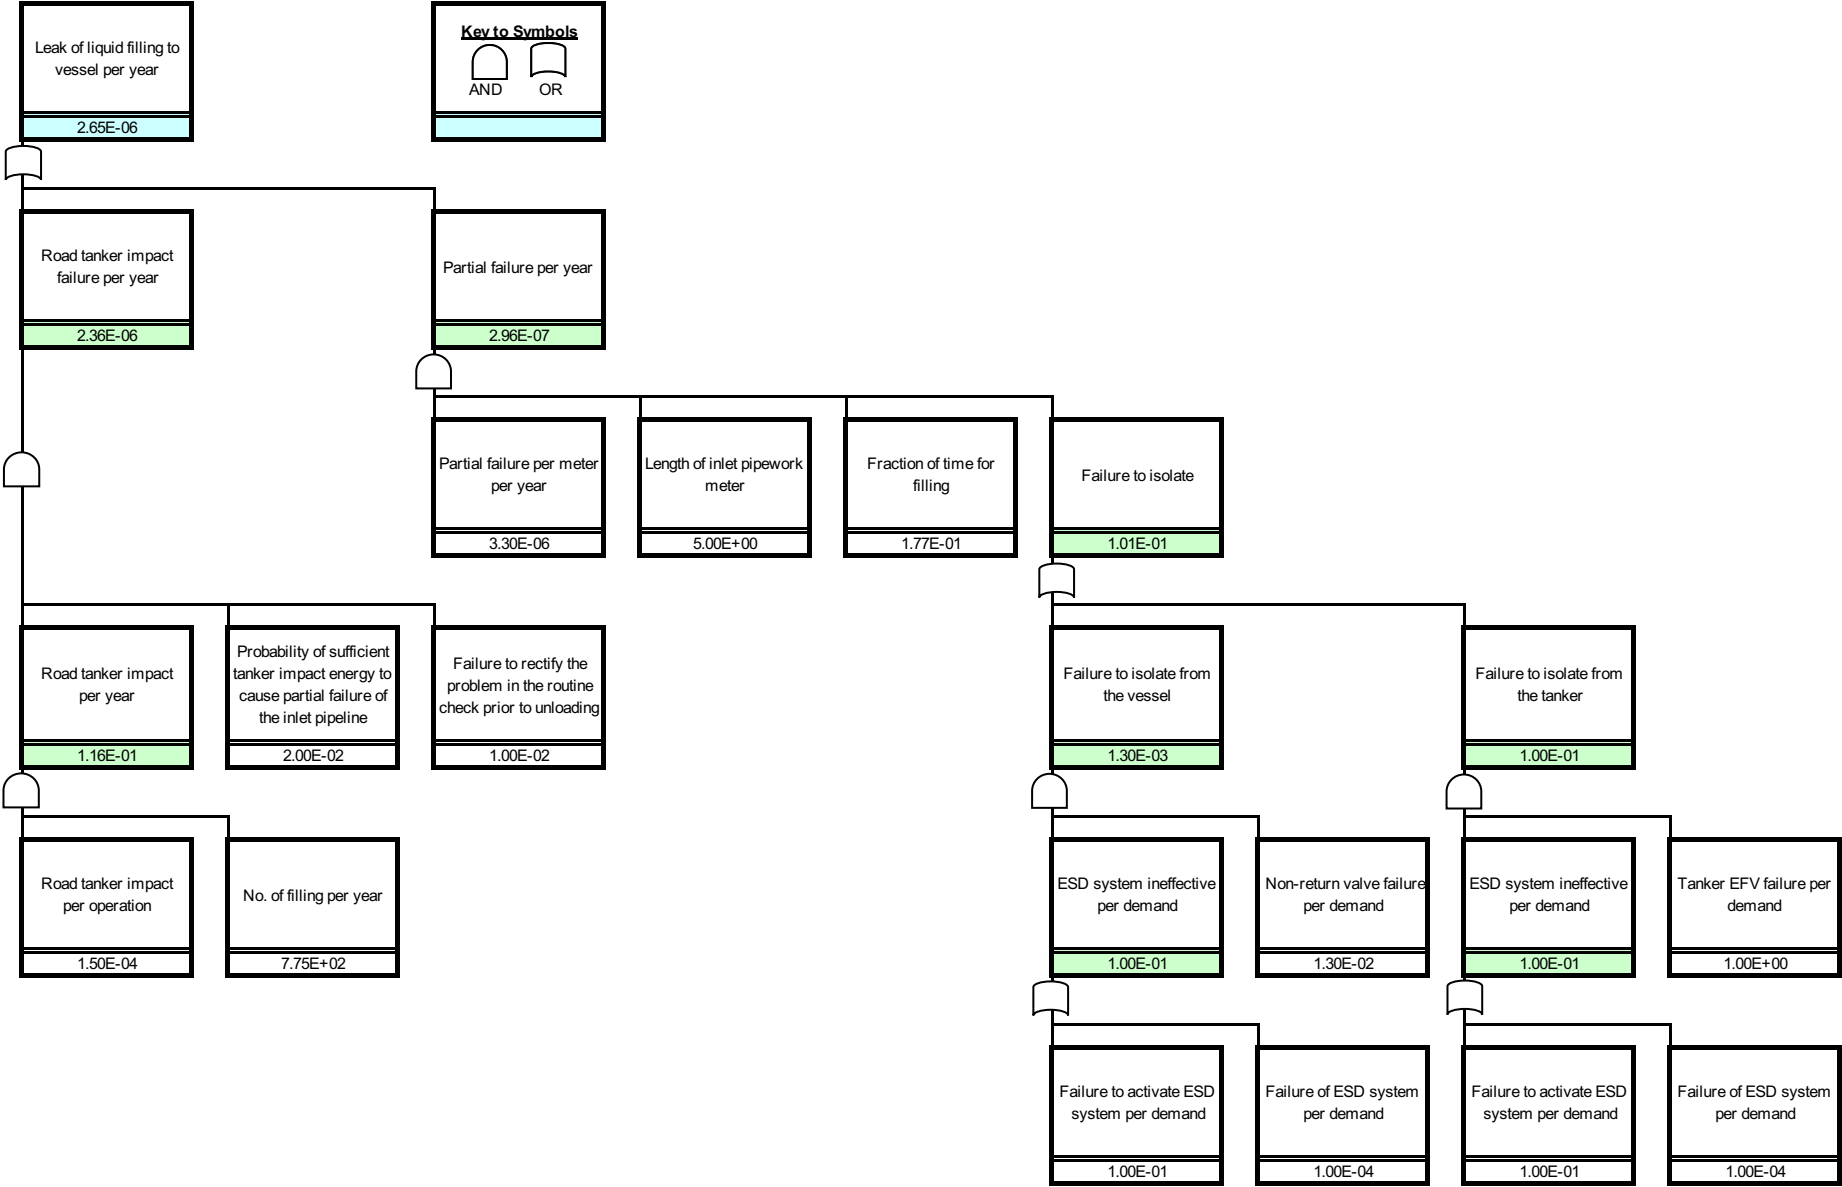 Leak of liquid filling to
vessel per year
2.65E-06
Key to Symbols
AND OR
Road tanker impact
failure per year
2.36E-06
Partial failure per year
2.96E-07
Partial failure per meter
per year
3.30E-06
Length of inlet pipework
meter
5.00E+00
Fraction of time for
filling
1.77E-01
Failure to isolate
1.01E-01
Road tanker impact
per year
1.16E-01
Probability of sufficient
tanker impact energy to
cause partial failure of
the inlet pipeline
2.00E-02
Failure to rectify the
problem in the routine
check prior to unloading
1.00E-02
Failure to isolate from
the vessel
1.30E-03
Failure to isolate from
the tanker
1.00E-01
Road tanker impact
per operation
1.50E-04
No. of filling per year
7.75E+02
ESD system ineffective
per demand
1.00E-01
Non-return valve failure
per demand
1.30E-02
ESD system ineffective
per demand
1.00E-01
Tanker EFV failure per
demand
1.00E+00
Failure to activate ESD
system per demand
1.00E-01
Failure of ESD system
per demand
1.00E-04
Failure to activate ESD
system per demand
1.00E-01
Failure of ESD system
per demand
1.00E-04